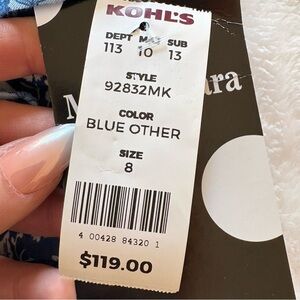 KOHL'S
DEPT MAJ SUB
113 10 13
STYLE
92832MK
COLOR
BLUE OTHER
SIZE
8
4 00428 84320 1
$119.00